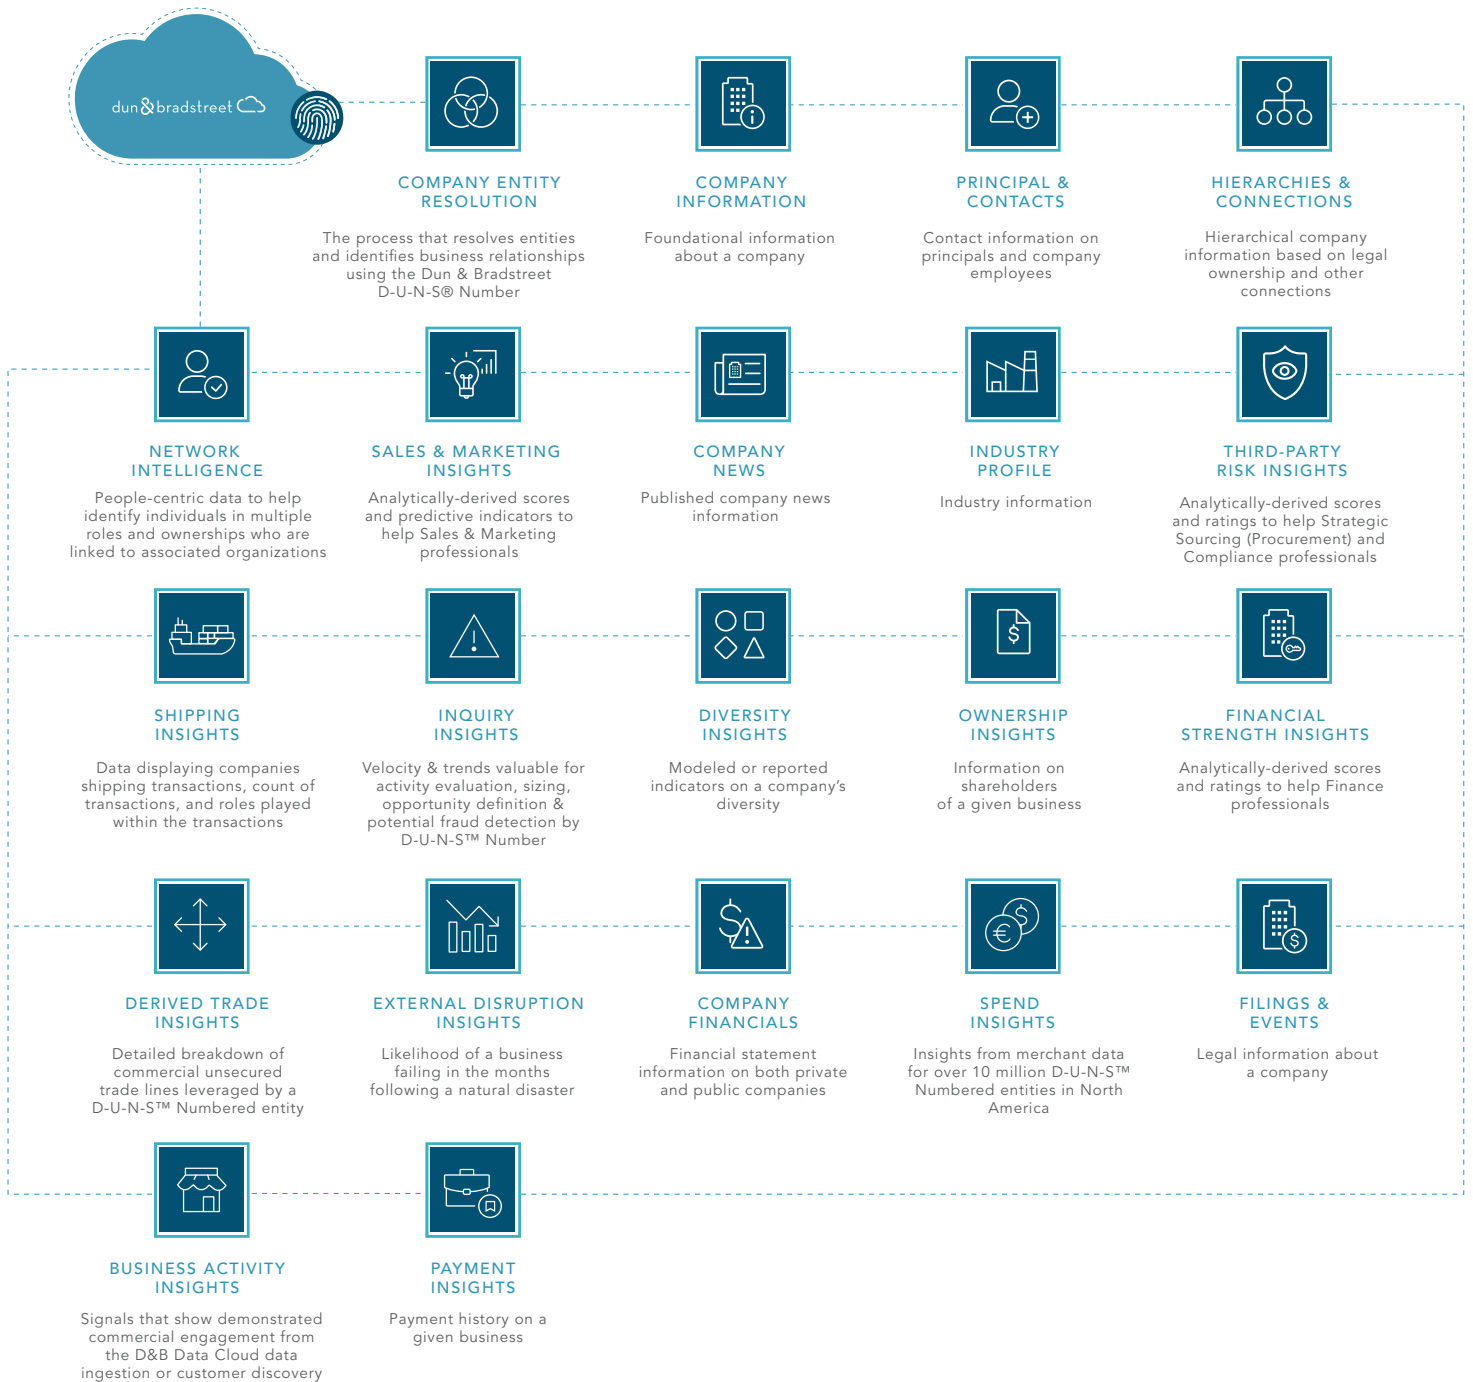 dun&bradstreet
COMPANY ENTITY
RESOLUTION
The process that resolves entities
and identifies business relationships
using the Dun & Bradstreet
D-U-N-S® Number
COMPANY
INFORMATION
Foundational information
about a company
PRINCIPAL &
CONTACTS
Contact information on
principals and company
employees
HIERARCHIES &
CONNECTIONS
Hierarchical company
information based on legal
ownership and other
connections
NETWORK
INTELLIGENCE
People-centric data to help
identify individuals in multiple
roles and ownerships who are
linked to associated organizations
SALES & MARKETING
INSIGHTS
Analytically-derived scores
and predictive indicators to
help Sales & Marketing
professionals
COMPANY
NEWS
Published company news
information
INDUSTRY
PROFILE
Industry information
THIRD-PARTY
RISK INSIGHTS
Analytically-derived scores
and ratings to help Strategic
Sourcing (Procurement) and
Compliance professionals
SHIPPING
INSIGHTS
Data displaying companies
shipping transactions, count of
transactions, and roles played
within the transactions
INQUIRY
INSIGHTS
Velocity & trends valuable for
activity evaluation, sizing,
opportunity definition &
potential fraud detection by
D-U-N-S™ Number
DIVERSITY
INSIGHTS
Modeled or reported
indicators on a company's
diversity
OWNERSHIP
INSIGHTS
Information on
shareholders
of a given business
FINANCIAL
STRENGTH INSIGHTS
Analytically-derived scores
and ratings to help Finance
professionals
DERIVED TRADE
INSIGHTS
Detailed breakdown of
commercial unsecured
trade lines leveraged by a
D-U-N-S™ Numbered entity
EXTERNAL DISRUPTION
INSIGHTS
Likelihood of a business
failing in the months
following a natural disaster
COMPANY
FINANCIALS
Financial statement
information on both private
and public companies
SPEND
INSIGHTS
Insights from merchant data
for over 10 million D-U-N-S™
Numbered entities in North
America
FILINGS &
EVENTS
Legal information about
a company
BUSINESS ACTIVITY
INSIGHTS
Signals that show demonstrated
commercial engagement from
the D&B Data Cloud data
ingestion or customer discovery
PAYMENT
INSIGHTS
Payment history on a
given business